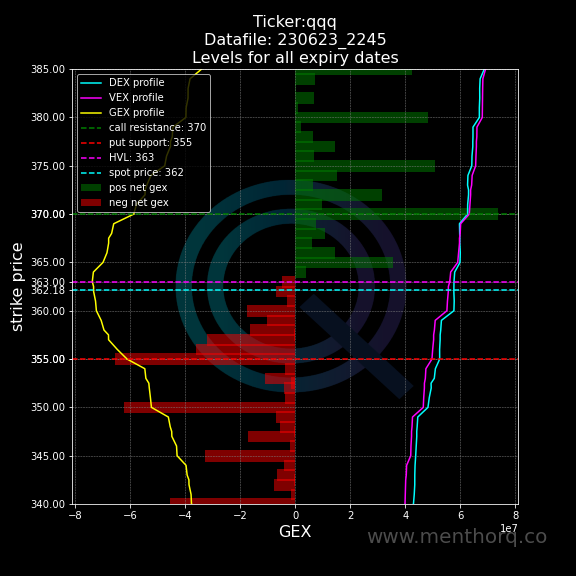 Ticker:qqq
Datafile: 230623_2245
Levels for all expiry dates
DEX profile
VEX profile
GEX profile
call resistance: 370
put support: 355
HVL: 363
spot price: 362
pos net gex
neg net gex
strike price
385.00
380.00
375.00
370.00
365.00
363.00
362.18
360.00
355.00
350.00
345.00
340.00
−8 −6 −4 −2 0 2 4 6 8
1e7
GEX
www.menthorq.co